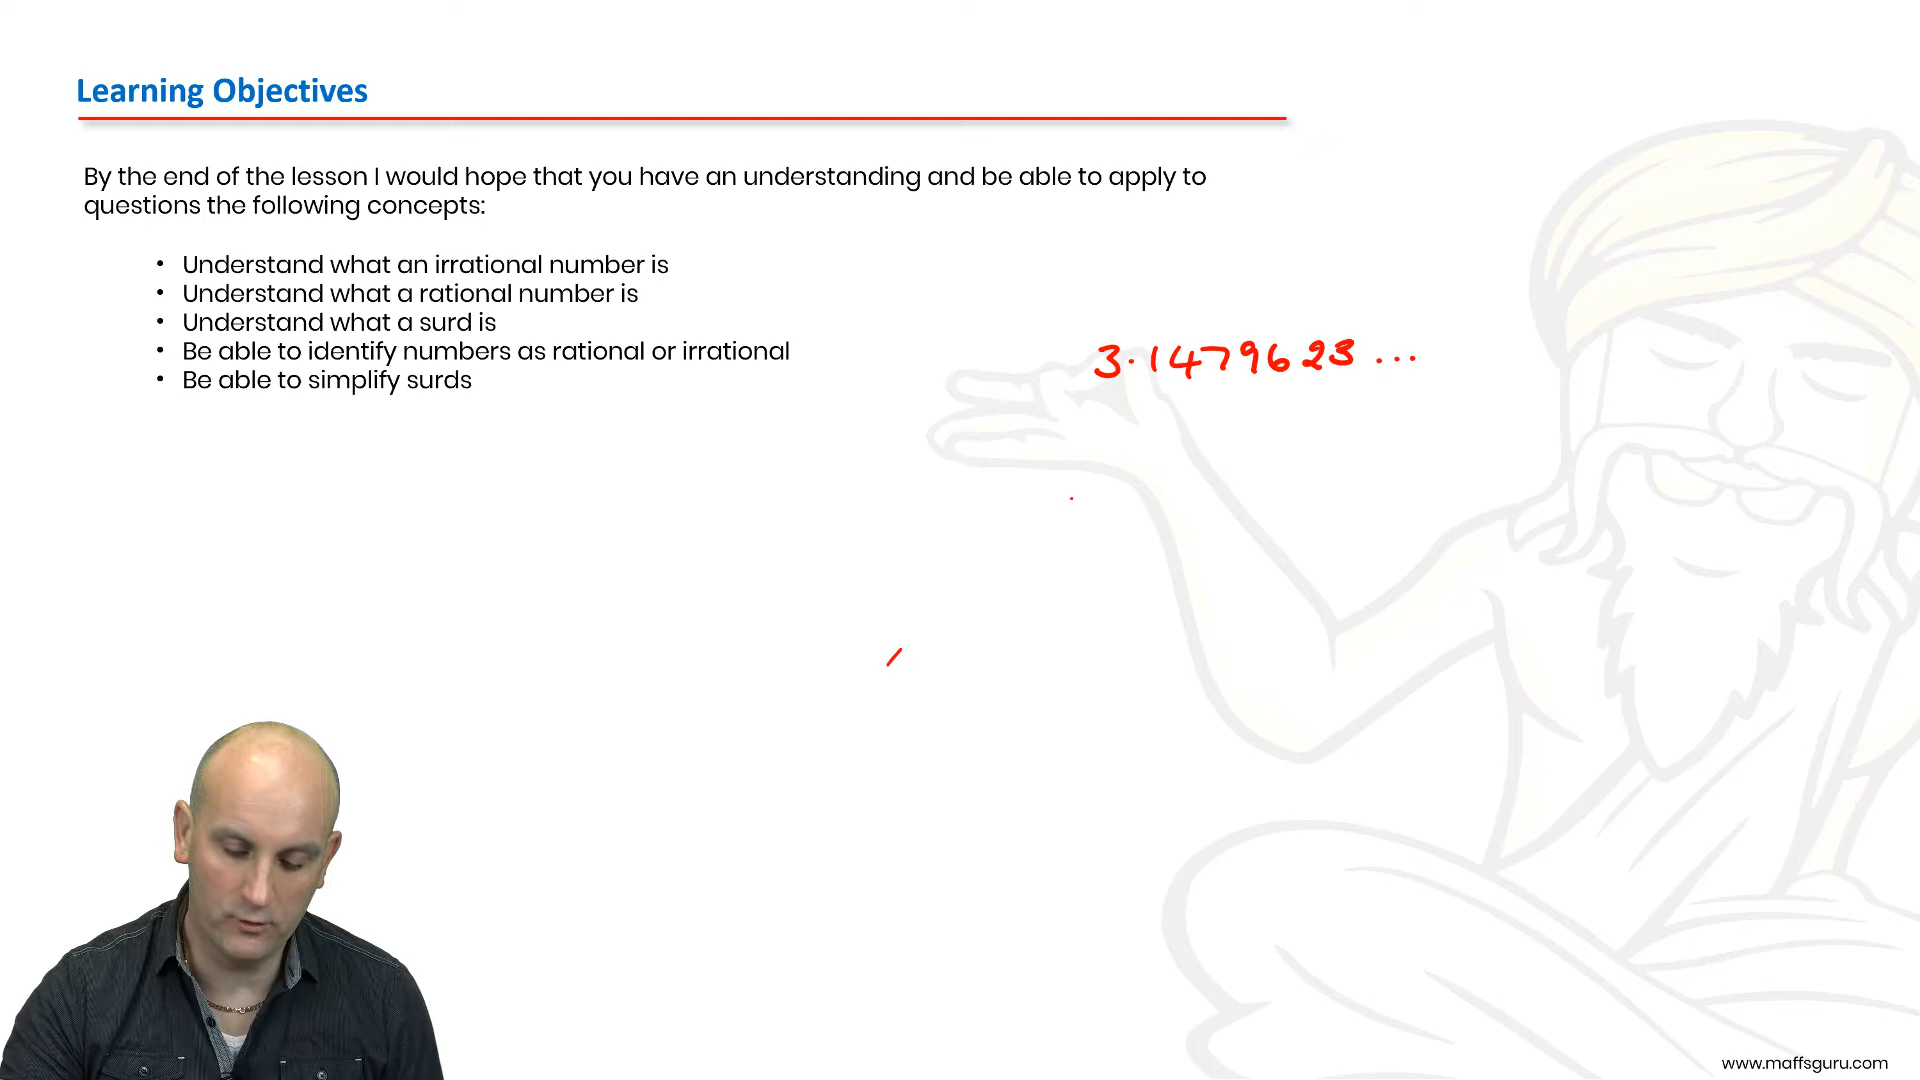 Learning Objectives
By the end of the lesson I would hope that you have an understanding and be able to apply to
questions the following concepts:
• Understand what an irrational number is
• Understand what a rational number is
• Understand what a surd is
• Be able to identify numbers as rational or irrational
• Be able to simplify surds
3.1479623...
www.maffsguru.com